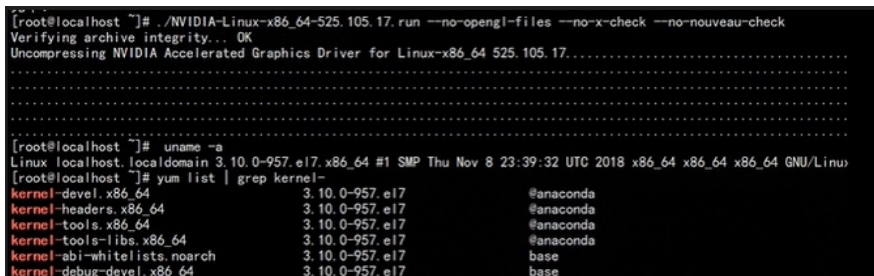 [root@localhost ~]# ./NVIDIA-Linux-x86_64-525.105.17.run --no-opengl-files --no-x-check --no-nouveau-check
Verifying archive integrity... OK
Uncompressing NVIDIA Accelerated Graphics Driver for Linux-x86_64 525.105.17......................................
..................................................................................................................
..................................................................................................................
..................................................................................................................
..................................................................................................................
[root@localhost ~]#  uname -a
Linux localhost.localdomain 3.10.0-957.el7.x86_64 #1 SMP Thu Nov 8 23:39:32 UTC 2018 x86_64 x86_64 x86_64 GNU/Linux
[root@localhost ~]# yum list | grep kernel-
kernel-devel.x86_64 3.10.0-957.el7 @anaconda
kernel-headers.x86_64 3.10.0-957.el7 @anaconda
kernel-tools.x86_64 3.10.0-957.el7 @anaconda
kernel-tools-libs.x86_64 3.10.0-957.el7 @anaconda
kernel-abi-whitelists.noarch 3.10.0-957.el7 base
kernel-debug-devel.x86_64 3.10.0-957.el7 base